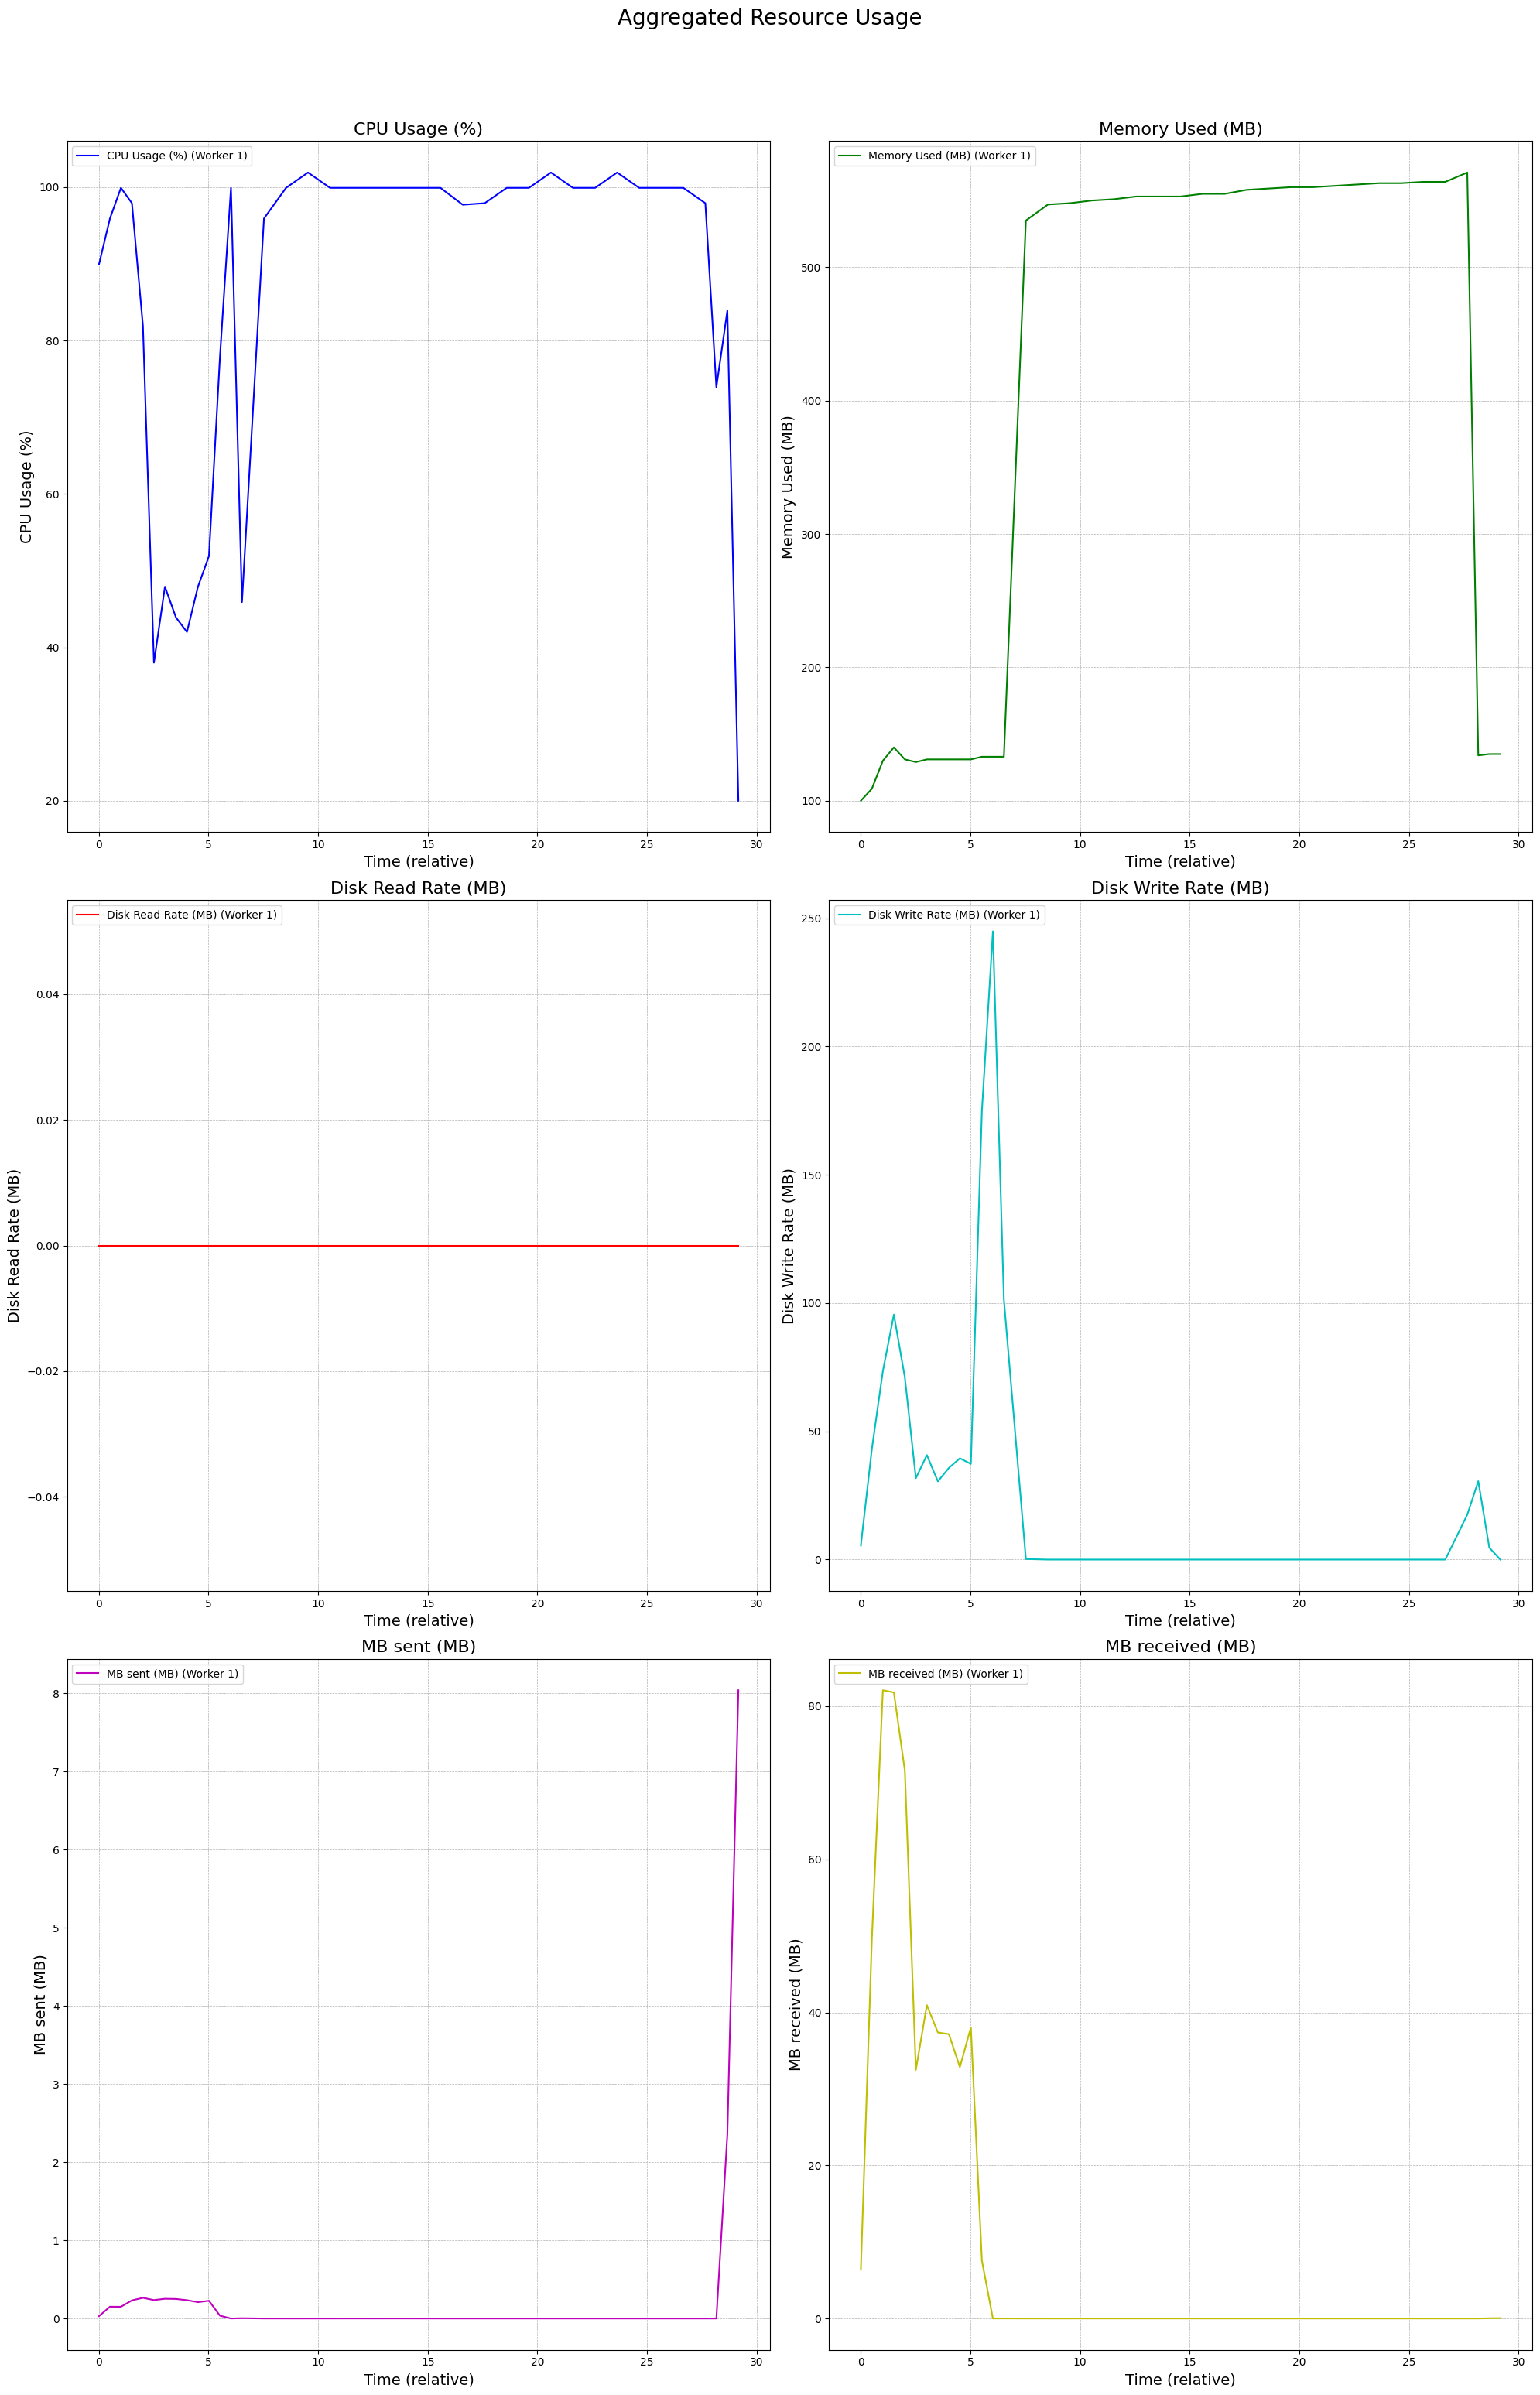 Aggregated Resource Usage
CPU Usage (%)
CPU Usage (%) (Worker 1)
CPU Usage (%)
100
80
60
40
20
0 5 10 15 20 25 30
Time (relative)
Memory Used (MB)
Memory Used (MB) (Worker 1)
Memory Used (MB)
500
400
300
200
100
0 5 10 15 20 25 30
Time (relative)
Disk Read Rate (MB)
Disk Read Rate (MB) (Worker 1)
Disk Read Rate (MB)
0.04
0.02
0.00
−0.02
−0.04
0 5 10 15 20 25 30
Time (relative)
Disk Write Rate (MB)
Disk Write Rate (MB) (Worker 1)
Disk Write Rate (MB)
250
200
150
100
50
0
0 5 10 15 20 25 30
Time (relative)
MB sent (MB)
MB sent (MB) (Worker 1)
MB sent (MB)
8
7
6
5
4
3
2
1
0
0 5 10 15 20 25 30
Time (relative)
MB received (MB)
MB received (MB) (Worker 1)
MB received (MB)
80
60
40
20
0
0 5 10 15 20 25 30
Time (relative)